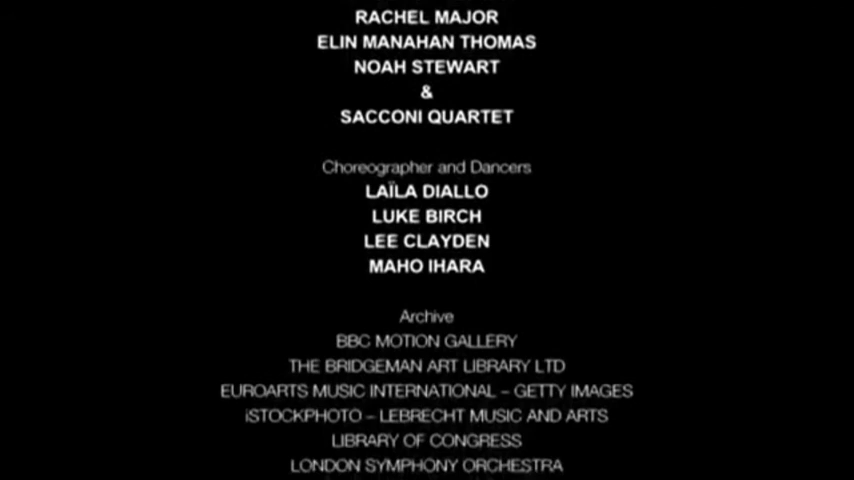 RACHEL MAJOR
ELIN MANAHAN THOMAS
NOAH STEWART
&
SACCONI QUARTET
Choreographer and Dancers
LAÏLA DIALLO
LUKE BIRCH
LEE CLAYDEN
MAHO IHARA
Archive
BBC MOTION GALLERY
THE BRIDGEMAN ART LIBRARY LTD
EUROARTS MUSIC INTERNATIONAL – GETTY IMAGES
iSTOCKPHOTO – LEBRECHT MUSIC AND ARTS
LIBRARY OF CONGRESS
LONDON SYMPHONY ORCHESTRA